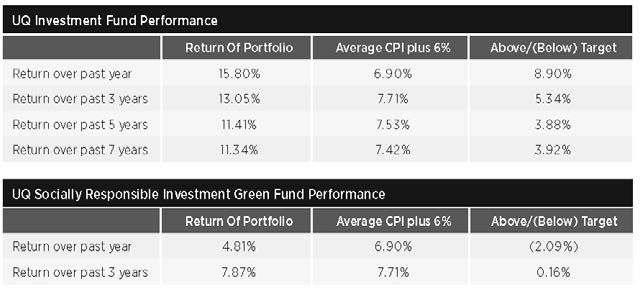 UQ Investment Fund Performance
Return Of Portfolio Average CPI plus 6% Above/(Below) Target
Return over past year 15.80% 6.90% 8.90%
Return over past 3 years 13.05% 7.71% 5.34%
Return over past 5 years 11.41% 7.53% 3.88%
Return over past 7 years 11.34% 7.42% 3.92%
UQ Socially Responsible Investment Green Fund Performance
Return Of Portfolio Average CPI plus 6% Above/(Below) Target
Return over past year 4.81% 6.90% (2.09%)
Return over past 3 years 7.87% 7.71% 0.16%